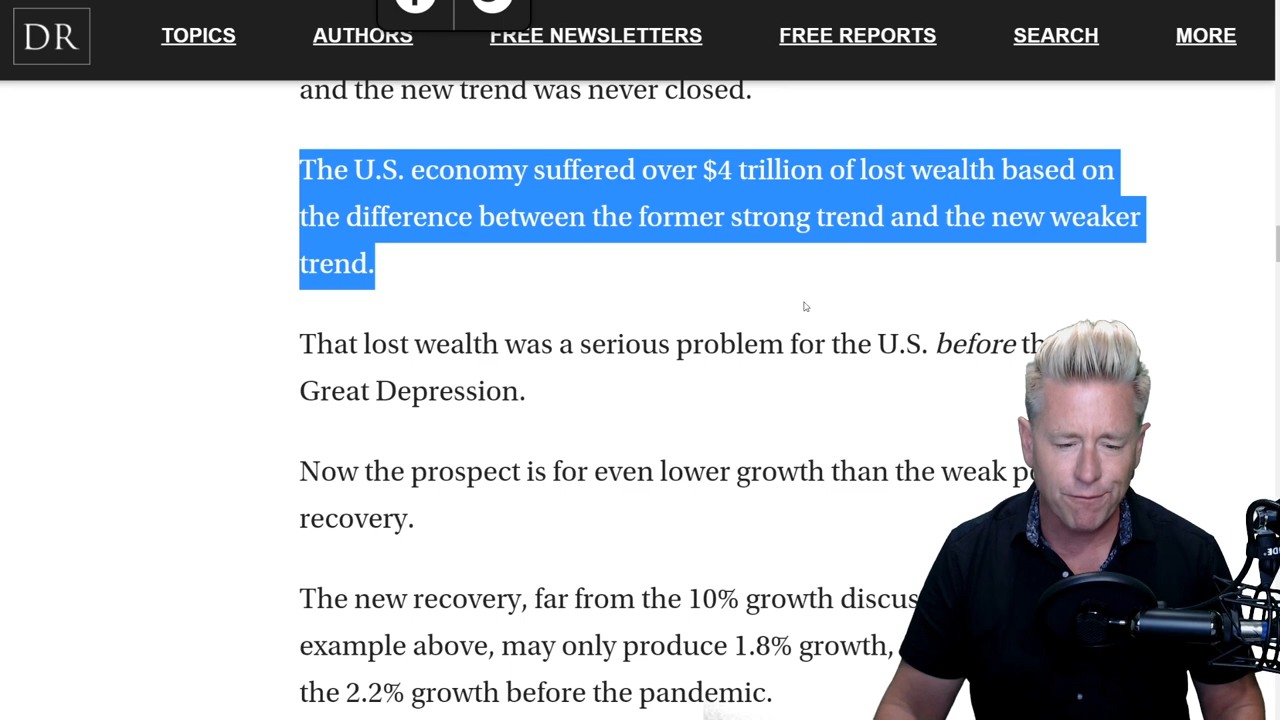 DR TOPICS AUTHORS FREE NEWSLETTERS FREE REPORTS SEARCH MORE
and the new trend was never closed.
The U.S. economy suffered over $4 trillion of lost wealth based on
the difference between the former strong trend and the new weaker
trend.
That lost wealth was a serious problem for the U.S. before
Great Depression.
Now the prospect is for even lower growth than the weak
recovery.
The new recovery, far from the 10% growth
example above, may only produce 1.8% growth,
the 2.2% growth before the pandemic.